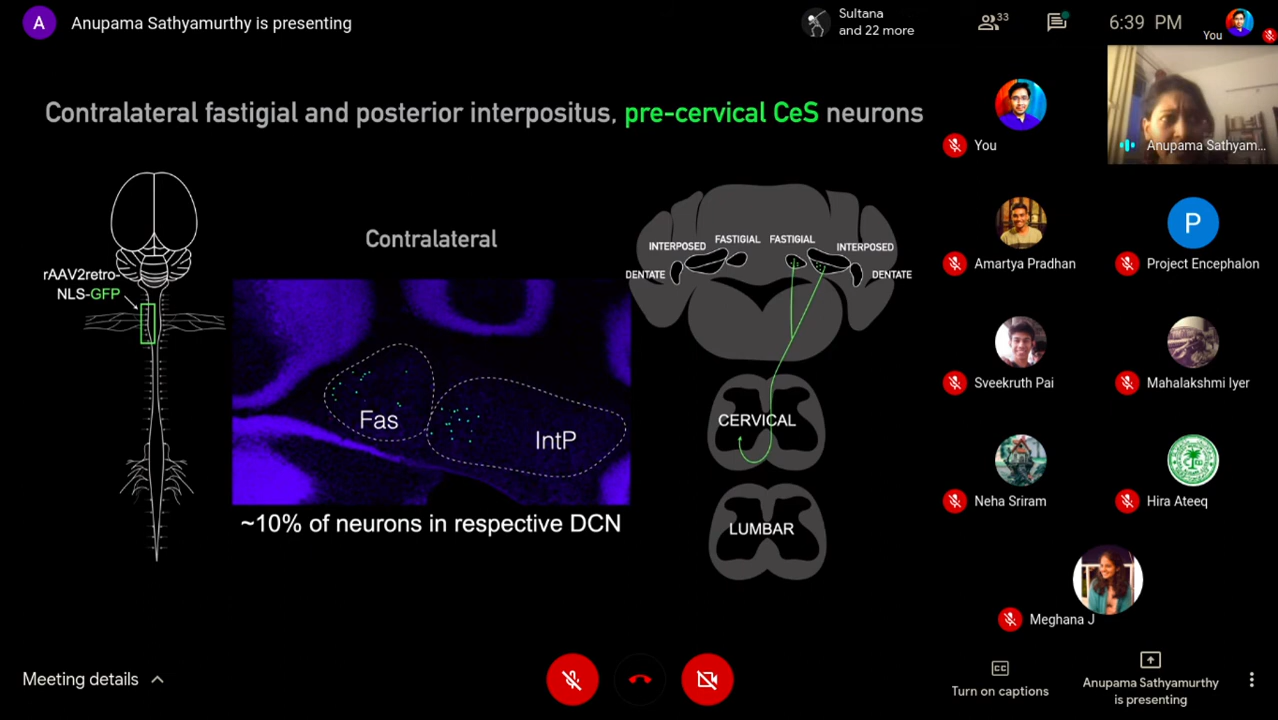 A
Anupama Sathyamurthy is presenting
Sultana
and 22 more
33
6:39 PM
You
Contralateral fastigial and posterior interpositus, pre-cervical CeS neurons
rAAV2retro-
NLS-GFP
Contralateral
Fas
IntP
~10% of neurons in respective DCN
INTERPOSED
FASTIGIAL
FASTIGIAL
INTERPOSED
DENTATE
DENTATE
CERVICAL
LUMBAR
You
Anupama Sathyam...
Amartya Pradhan
P
Project Encephalon
Sveekruth Pai
Mahalakshmi Iyer
Neha Sriram
Hira Ateeq
Meghana J
Meeting details
CC
Turn on captions
Anupama Sathyamurthy
is presenting